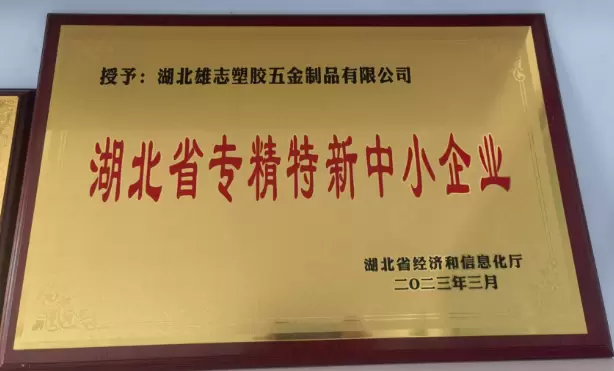 授予：湖北雄志塑胶五金制品有限公司
湖北省专精特新中小企业
湖北省经济和信息化厅
二〇二三年三月